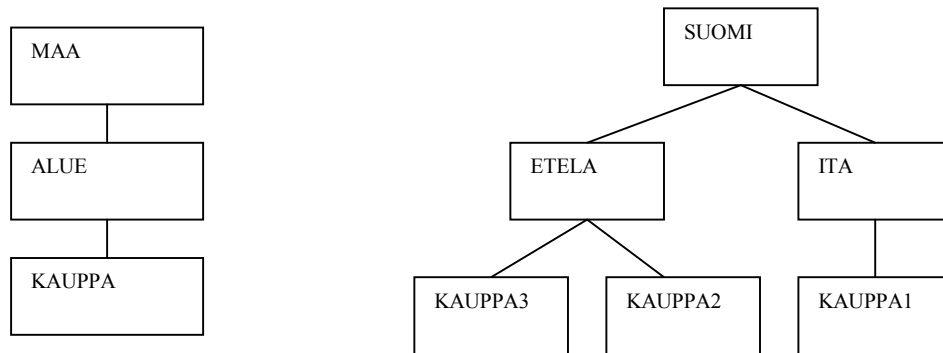 MAA
ALUE
KAUPPA
SUOMI
ETELA
ITA
KAUPPA3
KAUPPA2
KAUPPA1